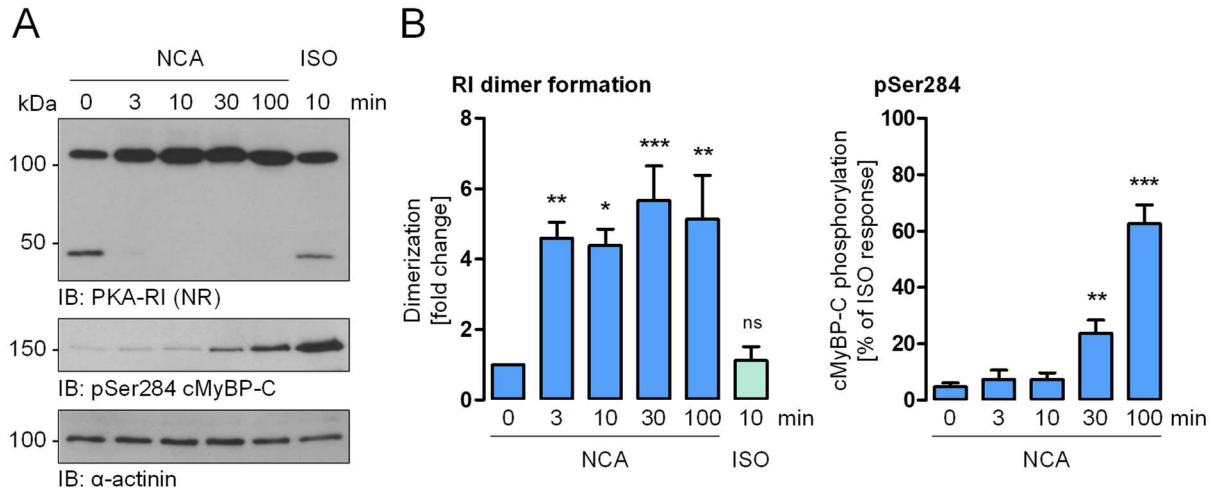 A
NCA ISO
kDa 0 3 10 30 100 10 min
100
50
IB: PKA-RI (NR)
150
IB: pSer284 cMyBP-C
100
IB: α-actinin
B
RI dimer formation
Dimerization
[fold change]
8
6
4
2
0
** * *** ** ns
0 3 10 30 100 10 min
NCA ISO
pSer284
cMyBP-C phosphorylation
[% of ISO response]
100
80
60
40
20
0
** ***
0 3 10 30 100 min
NCA